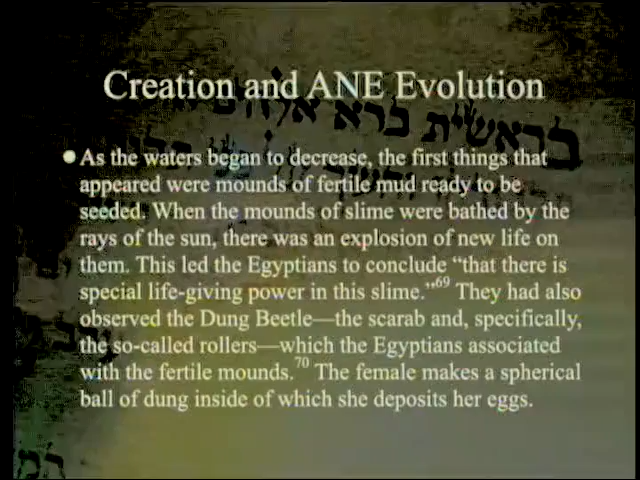 Creation and ANE Evolution
בראשית ברא אלהים
• As the waters began to decrease, the first things that
appeared were mounds of fertile mud ready to be
seeded. When the mounds of slime were bathed by the
rays of the sun, there was an explosion of new life on
them. This led the Egyptians to conclude “that there is
special life-giving power in this slime.”69 They had also
observed the Dung Beetle—the scarab and, specifically,
the so-called rollers—which the Egyptians associated
with the fertile mounds.70 The female makes a spherical
ball of dung inside of which she deposits her eggs.